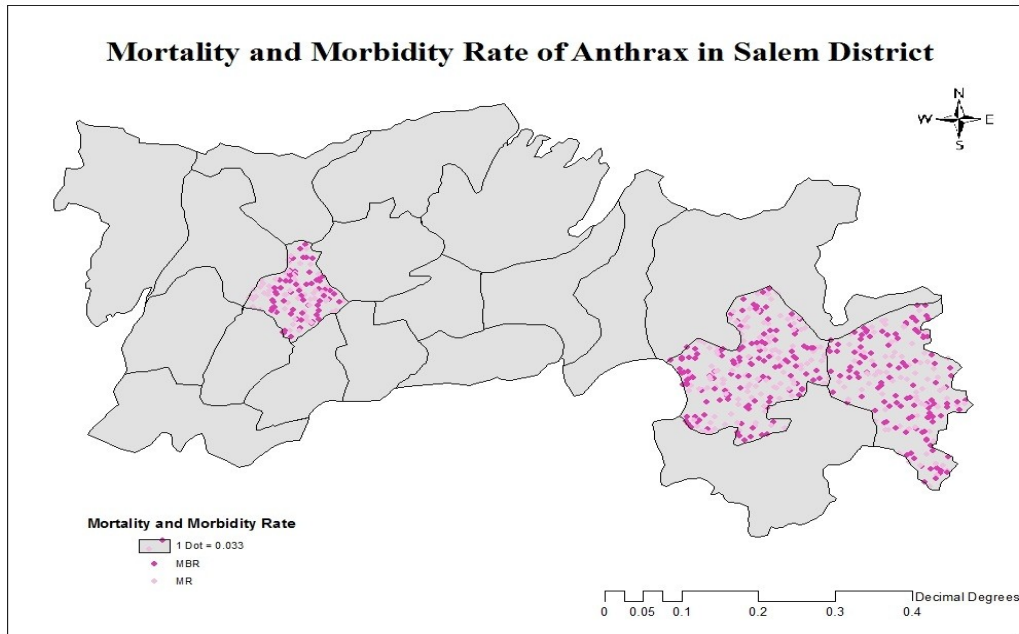 Mortality and Morbidity Rate of Anthrax in Salem District
N
W E
S
Mortality and Morbidity Rate
1 Dot = 0.033
MBR
MR
Decimal Degrees
0 0.05 0.1 0.2 0.3 0.4